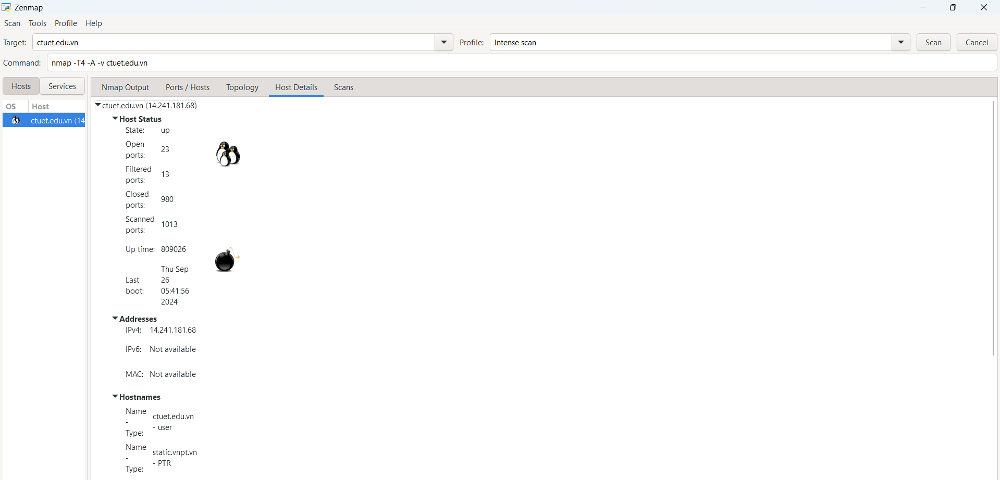 Zenmap
Scan Tools Profile Help
Target: ctuet.edu.vn Profile: Intense scan Scan Cancel
Command: nmap -T4 -A -v ctuet.edu.vn
Hosts Services
Nmap Output Ports / Hosts Topology Host Details Scans
OS Host
ctuet.edu.vn (14
ctuet.edu.vn (14.241.181.68)
Host Status
State: up
Open
ports:
23
Filtered
ports:
13
Closed
ports:
980
Scanned
ports:
1013
Up time: 809026
Last
boot:
Thu Sep
26
05:41:56
2024
Addresses
IPv4: 14.241.181.68
IPv6: Not available
MAC: Not available
Hostnames
Name
-
Type:
ctuet.edu.vn
- user
Name
-
Type:
static.vnpt.vn
- PTR